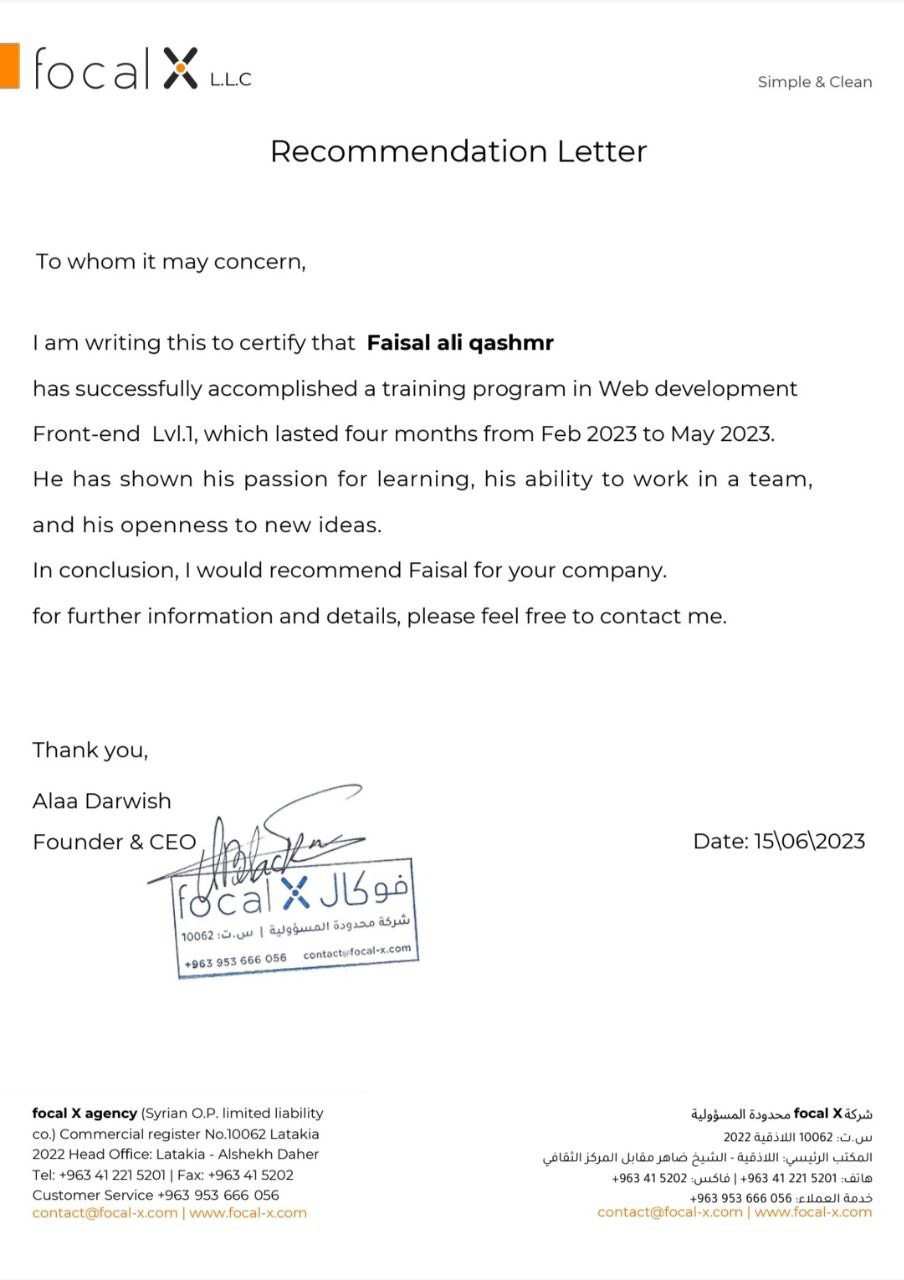 focal X L.L.C
Simple & Clean
Recommendation Letter
To whom it may concern,
I am writing this to certify that Faisal ali qashmr
has successfully accomplished a training program in Web development
Front-end Lvl.1, which lasted four months from Feb 2023 to May 2023.
He has shown his passion for learning, his ability to work in a team,
and his openness to new ideas.
In conclusion, I would recommend Faisal for your company.
for further information and details, please feel free to contact me.
Thank you,
Alaa Darwish
Founder & CEO
Date: 15\06\2023
focal X فوكال
شركة محدودة المسؤولية | س.ت: 10062
+963 953 666 056 contact@focal-x.com
focal X agency (Syrian O.P. limited liability
co.) Commercial register No.10062 Latakia
2022 Head Office: Latakia - Alshekh Daher
Tel: +963 41 221 5201 | Fax: +963 41 5202
Customer Service +963 953 666 056
contact@focal-x.com | www.focal-x.com
شركة focal X محدودة المسؤولية
س.ت: 10062 اللاذقية 2022
المكتب الرئيسي: اللاذقية - الشيخ ضاهر مقابل المركز الثقافي
هاتف: 5201 221 41 963+ | فاكس: 5202 41 963+
خدمة العملاء: 056 666 953 963+
contact@focal-x.com | www.focal-x.com